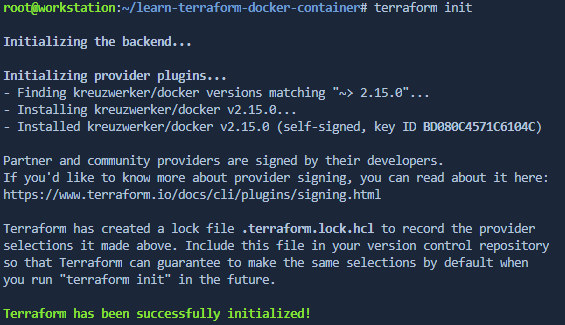 root@workstation:~/learn-terraform-docker-container# terraform init
Initializing the backend...
Initializing provider plugins...
- Finding kreuzwerker/docker versions matching "~> 2.15.0"...
- Installing kreuzwerker/docker v2.15.0...
- Installed kreuzwerker/docker v2.15.0 (self-signed, key ID BD080C4571C6104C)
Partner and community providers are signed by their developers.
If you'd like to know more about provider signing, you can read about it here:
https://www.terraform.io/docs/cli/plugins/signing.html
Terraform has created a lock file .terraform.lock.hcl to record the provider
selections it made above. Include this file in your version control repository
so that Terraform can guarantee to make the same selections by default when
you run "terraform init" in the future.
Terraform has been successfully initialized!